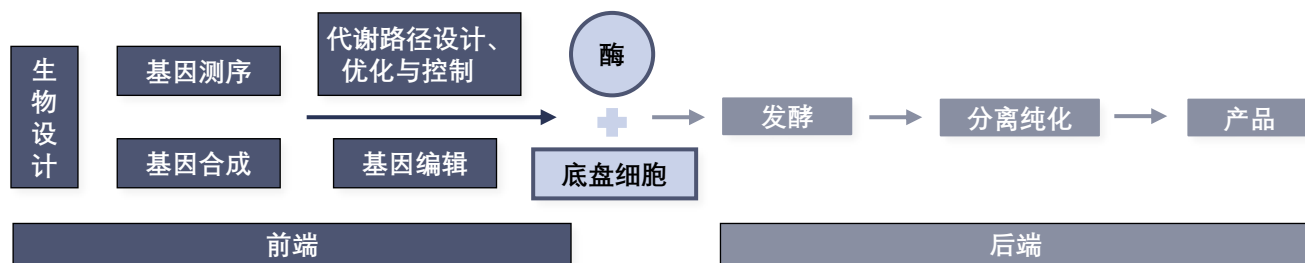 生物设计
基因测序
基因合成
代谢路径设计、
优化与控制
基因编辑
酶
底盘细胞
发酵
分离纯化
产品
前端
后端